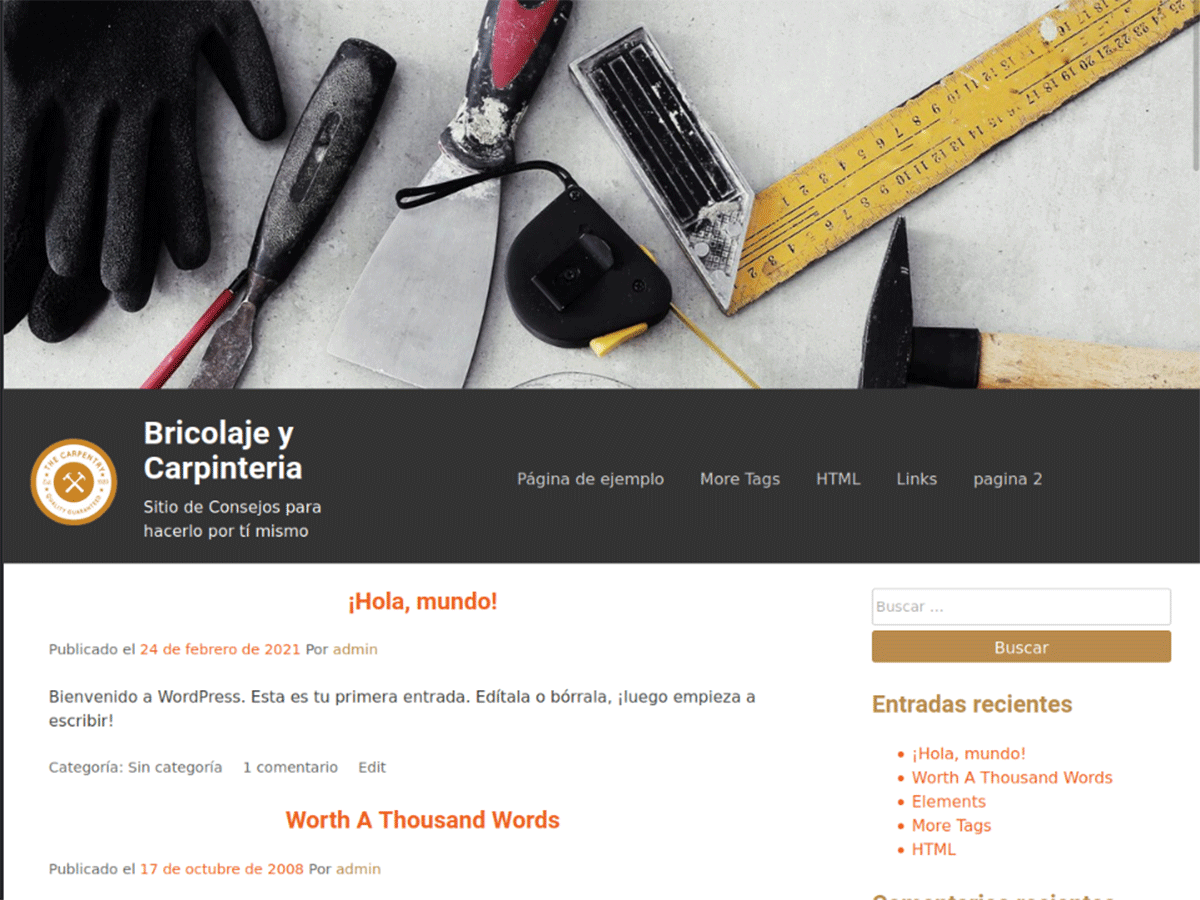 THE CARPENTRY
QUALITY GUARANTEED
Bricolaje y
Carpinteria
Sitio de Consejos para
hacerlo por tí mismo
Página de ejemplo More Tags HTML Links pagina 2
¡Hola, mundo!
Publicado el 24 de febrero de 2021 Por admin
Bienvenido a WordPress. Esta es tu primera entrada. Edítala o bórrala, ¡luego empieza a
escribir!
Categoría: Sin categoría 1 comentario Edit
Worth A Thousand Words
Publicado el 17 de octubre de 2008 Por admin
Buscar ...
Buscar
Entradas recientes
¡Hola, mundo!
Worth A Thousand Words
Elements
More Tags
HTML
Comentarios recientes